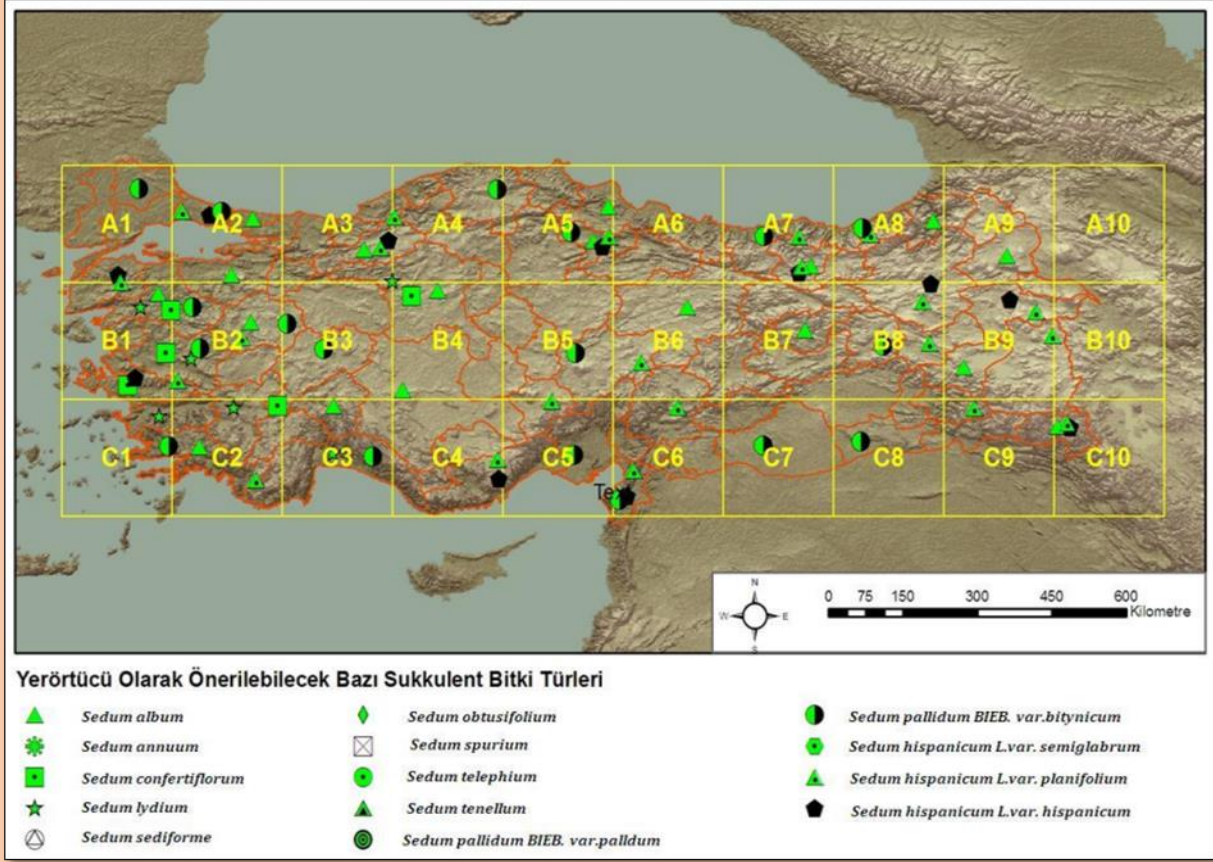 A1 A2 A3 A4 A5 A6 A7 A8 A9 A10
B1 B2 B3 B4 B5 B6 B7 B8 B9 B10
C1 C2 C3 C4 C5 C6 C7 C8 C9 C10
Text
N
W E
S
0 75 150 300 450 600
Kilometre
Yerörtücü Olarak Önerilebilecek Bazı Sukkulent Bitki Türleri
Sedum album
Sedum annuum
Sedum confertiflorum
Sedum lydium
Sedum sediforme
Sedum obtusifolium
Sedum spurium
Sedum telephium
Sedum tenellum
Sedum pallidum BIEB. var.palldum
Sedum pallidum BIEB. var.bitynicum
Sedum hispanicum L.var. semiglabrum
Sedum hispanicum L.var. planifolium
Sedum hispanicum L.var. hispanicum